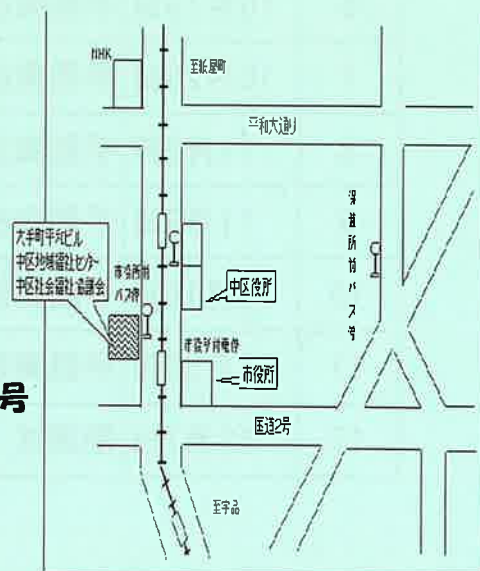 NHK
至紙屋町
平和大通り
大手町平和ビル
中区地域福祉センター
中区社会福祉協議会
市役所前
バス停
保健所前バス停
中区役所
市役所前電停
市役所
号
国道2号
至宇品